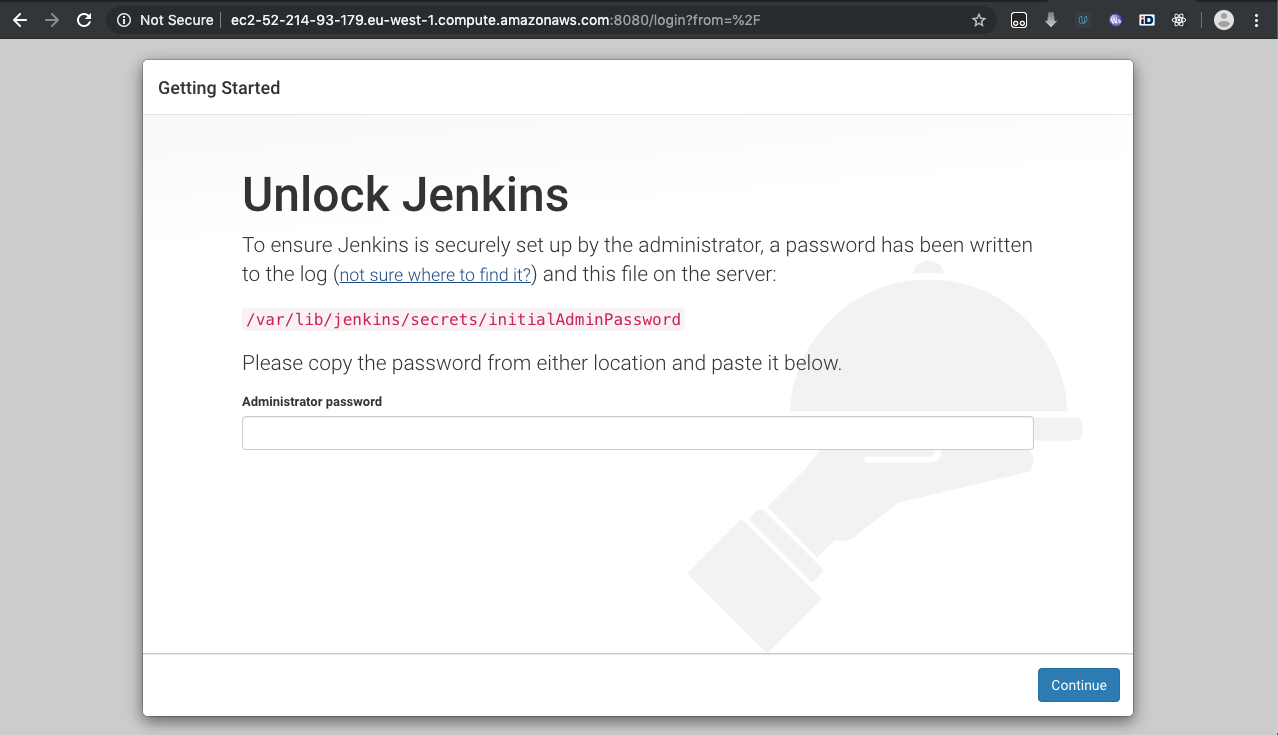 Not Secure ec2-52-214-93-179.eu-west-1.compute.amazonaws.com:8080/login?from=%2F
Getting Started
Unlock Jenkins
To ensure Jenkins is securely set up by the administrator, a password has been written
to the log (not sure where to find it?) and this file on the server:
/var/lib/jenkins/secrets/initialAdminPassword
Please copy the password from either location and paste it below.
Administrator password
Continue